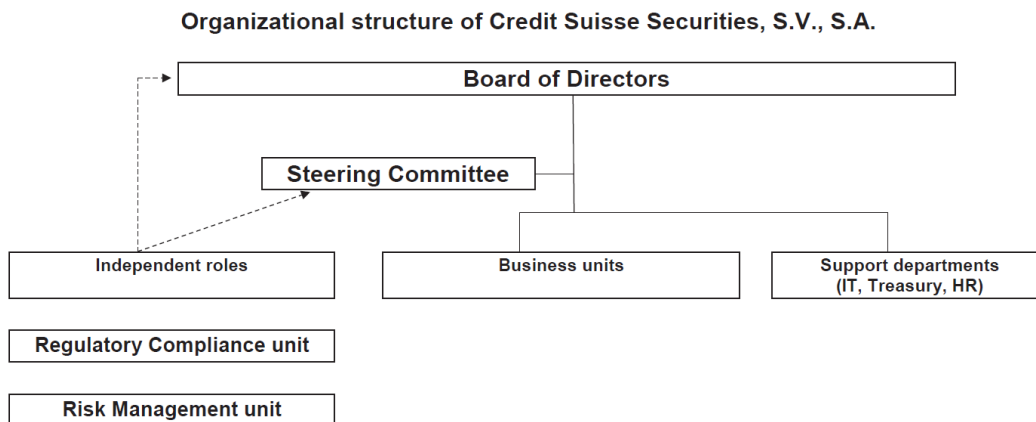 Organizational structure of Credit Suisse Securities, S.V., S.A.
Board of Directors
Steering Committee
Independent roles
Business units
Support departments
(IT, Treasury, HR)
Regulatory Compliance unit
Risk Management unit